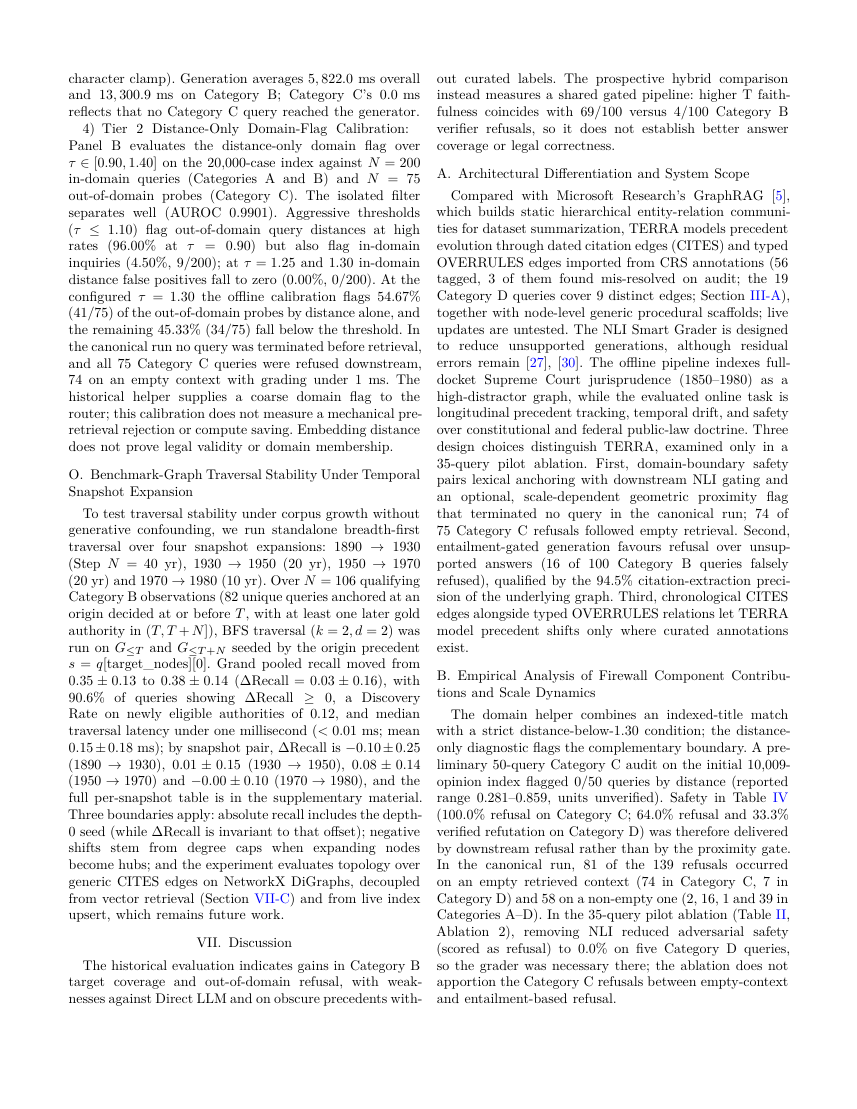 character clamp). Generation averages 5,822.0 ms overall
and 13,300.9 ms on Category B; Category C's 0.0 ms
reflects that no Category C query reached the generator.
4) Tier 2 Distance-Only Domain-Flag Calibration:
Panel B evaluates the distance-only domain flag over
τ ∈ [0.90, 1.40] on the 20,000-case index against N = 200
in-domain queries (Categories A and B) and N = 75
out-of-domain probes (Category C). The isolated filter
separates well (AUROC 0.9901). Aggressive thresholds
(τ ≤ 1.10) flag out-of-domain query distances at high
rates (96.00% at τ = 0.90) but also flag in-domain
inquiries (4.50%, 9/200); at τ = 1.25 and 1.30 in-domain
distance false positives fall to zero (0.00%, 0/200). At the
configured τ = 1.30 the offline calibration flags 54.67%
(41/75) of the out-of-domain probes by distance alone, and
the remaining 45.33% (34/75) fall below the threshold. In
the canonical run no query was terminated before retrieval,
and all 75 Category C queries were refused downstream,
74 on an empty context with grading under 1 ms. The
historical helper supplies a coarse domain flag to the
router; this calibration does not measure a mechanical pre-
retrieval rejection or compute saving. Embedding distance
does not prove legal validity or domain membership.
O. Benchmark-Graph Traversal Stability Under Temporal
Snapshot Expansion
To test traversal stability under corpus growth without
generative confounding, we run standalone breadth-first
traversal over four snapshot expansions: 1890 → 1930
(Step N = 40 yr), 1930 → 1950 (20 yr), 1950 → 1970
(20 yr) and 1970 → 1980 (10 yr). Over N = 106 qualifying
Category B observations (82 unique queries anchored at an
origin decided at or before T, with at least one later gold
authority in (T, T + N]), BFS traversal (k = 2, d = 2) was
run on G≤T and G≤T+N seeded by the origin precedent
s = q[target_nodes][0]. Grand pooled recall moved from
0.35 ± 0.13 to 0.38 ± 0.14 (ΔRecall = 0.03 ± 0.16), with
90.6% of queries showing ΔRecall ≥ 0, a Discovery
Rate on newly eligible authorities of 0.12, and median
traversal latency under one millisecond (< 0.01 ms; mean
0.15 ± 0.18 ms); by snapshot pair, ΔRecall is −0.10 ± 0.25
(1890 → 1930), 0.01 ± 0.15 (1930 → 1950), 0.08 ± 0.14
(1950 → 1970) and −0.00 ± 0.10 (1970 → 1980), and the
full per-snapshot table is in the supplementary material.
Three boundaries apply: absolute recall includes the depth-
0 seed (while ΔRecall is invariant to that offset); negative
shifts stem from degree caps when expanding nodes
become hubs; and the experiment evaluates topology over
generic CITES edges on NetworkX DiGraphs, decoupled
from vector retrieval (Section VII-C) and from live index
upsert, which remains future work.
VII. Discussion
The historical evaluation indicates gains in Category B
target coverage and out-of-domain refusal, with weak-
nesses against Direct LLM and on obscure precedents with-
out curated labels. The prospective hybrid comparison
instead measures a shared gated pipeline: higher T faith-
fulness coincides with 69/100 versus 4/100 Category B
verifier refusals, so it does not establish better answer
coverage or legal correctness.
A. Architectural Differentiation and System Scope
Compared with Microsoft Research's GraphRAG [5],
which builds static hierarchical entity-relation communi-
ties for dataset summarization, TERRA models precedent
evolution through dated citation edges (CITES) and typed
OVERRULES edges imported from CRS annotations (56
tagged, 3 of them found mis-resolved on audit; the 19
Category D queries cover 9 distinct edges; Section III-A),
together with node-level generic procedural scaffolds; live
updates are untested. The NLI Smart Grader is designed
to reduce unsupported generations, although residual
errors remain [27], [30]. The offline pipeline indexes full-
docket Supreme Court jurisprudence (1850–1980) as a
high-distractor graph, while the evaluated online task is
longitudinal precedent tracking, temporal drift, and safety
over constitutional and federal public-law doctrine. Three
design choices distinguish TERRA, examined only in a
35-query pilot ablation. First, domain-boundary safety
pairs lexical anchoring with downstream NLI gating and
an optional, scale-dependent geometric proximity flag
that terminated no query in the canonical run; 74 of
75 Category C refusals followed empty retrieval. Second,
entailment-gated generation favours refusal over unsup-
ported answers (16 of 100 Category B queries falsely
refused), qualified by the 94.5% citation-extraction preci-
sion of the underlying graph. Third, chronological CITES
edges alongside typed OVERRULES relations let TERRA
model precedent shifts only where curated annotations
exist.
B. Empirical Analysis of Firewall Component Contribu-
tions and Scale Dynamics
The domain helper combines an indexed-title match
with a strict distance-below-1.30 condition; the distance-
only diagnostic flags the complementary boundary. A pre-
liminary 50-query Category C audit on the initial 10,009-
opinion index flagged 0/50 queries by distance (reported
range 0.281–0.859, units unverified). Safety in Table IV
(100.0% refusal on Category C; 64.0% refusal and 33.3%
verified refutation on Category D) was therefore delivered
by downstream refusal rather than by the proximity gate.
In the canonical run, 81 of the 139 refusals occurred
on an empty retrieved context (74 in Category C, 7 in
Category D) and 58 on a non-empty one (2, 16, 1 and 39 in
Categories A–D). In the 35-query pilot ablation (Table II,
Ablation 2), removing NLI reduced adversarial safety
(scored as refusal) to 0.0% on five Category D queries,
so the grader was necessary there; the ablation does not
apportion the Category C refusals between empty-context
and entailment-based refusal.